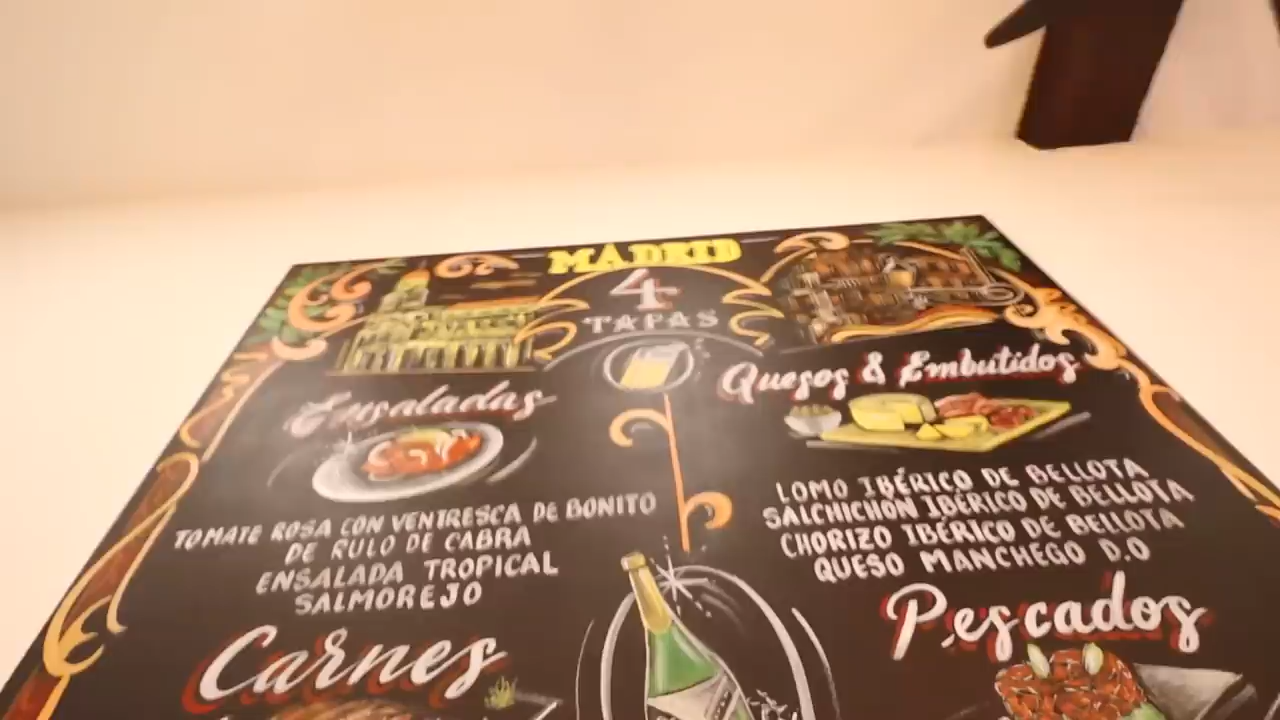 MADRID
4
TAPAS
Ensaladas
TOMATE ROSA CON VENTRESCA DE BONITO
DE RULO DE CABRA
ENSALADA TROPICAL
SALMOREJO
Carnes
Quesos & Embutidos
LOMO IBÉRICO DE BELLOTA
SALCHICHÓN IBÉRICO DE BELLOTA
CHORIZO IBÉRICO DE BELLOTA
QUESO MANCHEGO D.O
Pescados